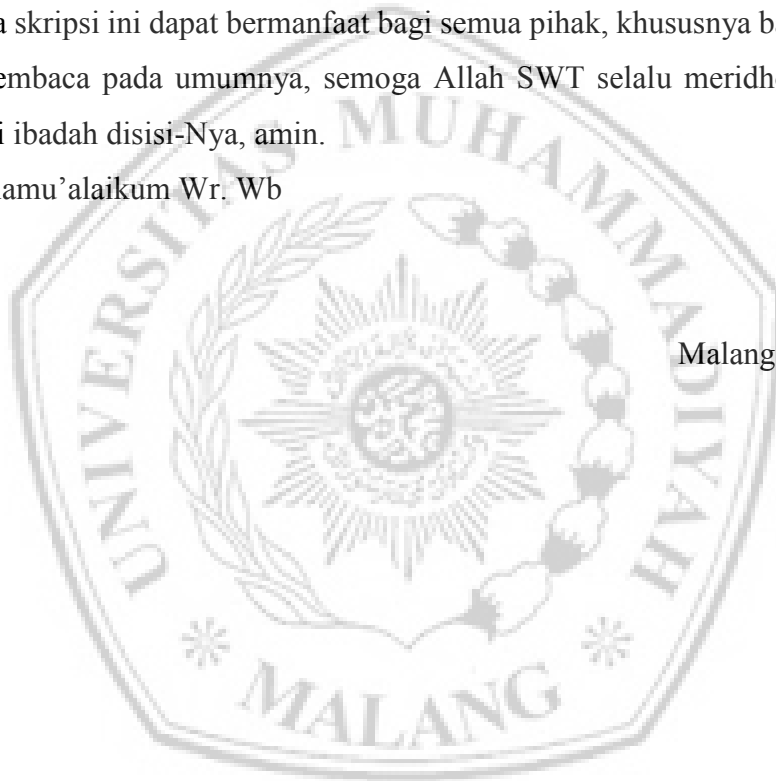 a skripsi ini dapat bermanfaat bagi semua pihak, khususnya ba
embaca pada umumnya, semoga Allah SWT selalu meridho
i ibadah disisi-Nya, amin.
lamu’alaikum Wr. Wb
Malang
UNIVERSITAS MUHAMMADIYAH
MALANG